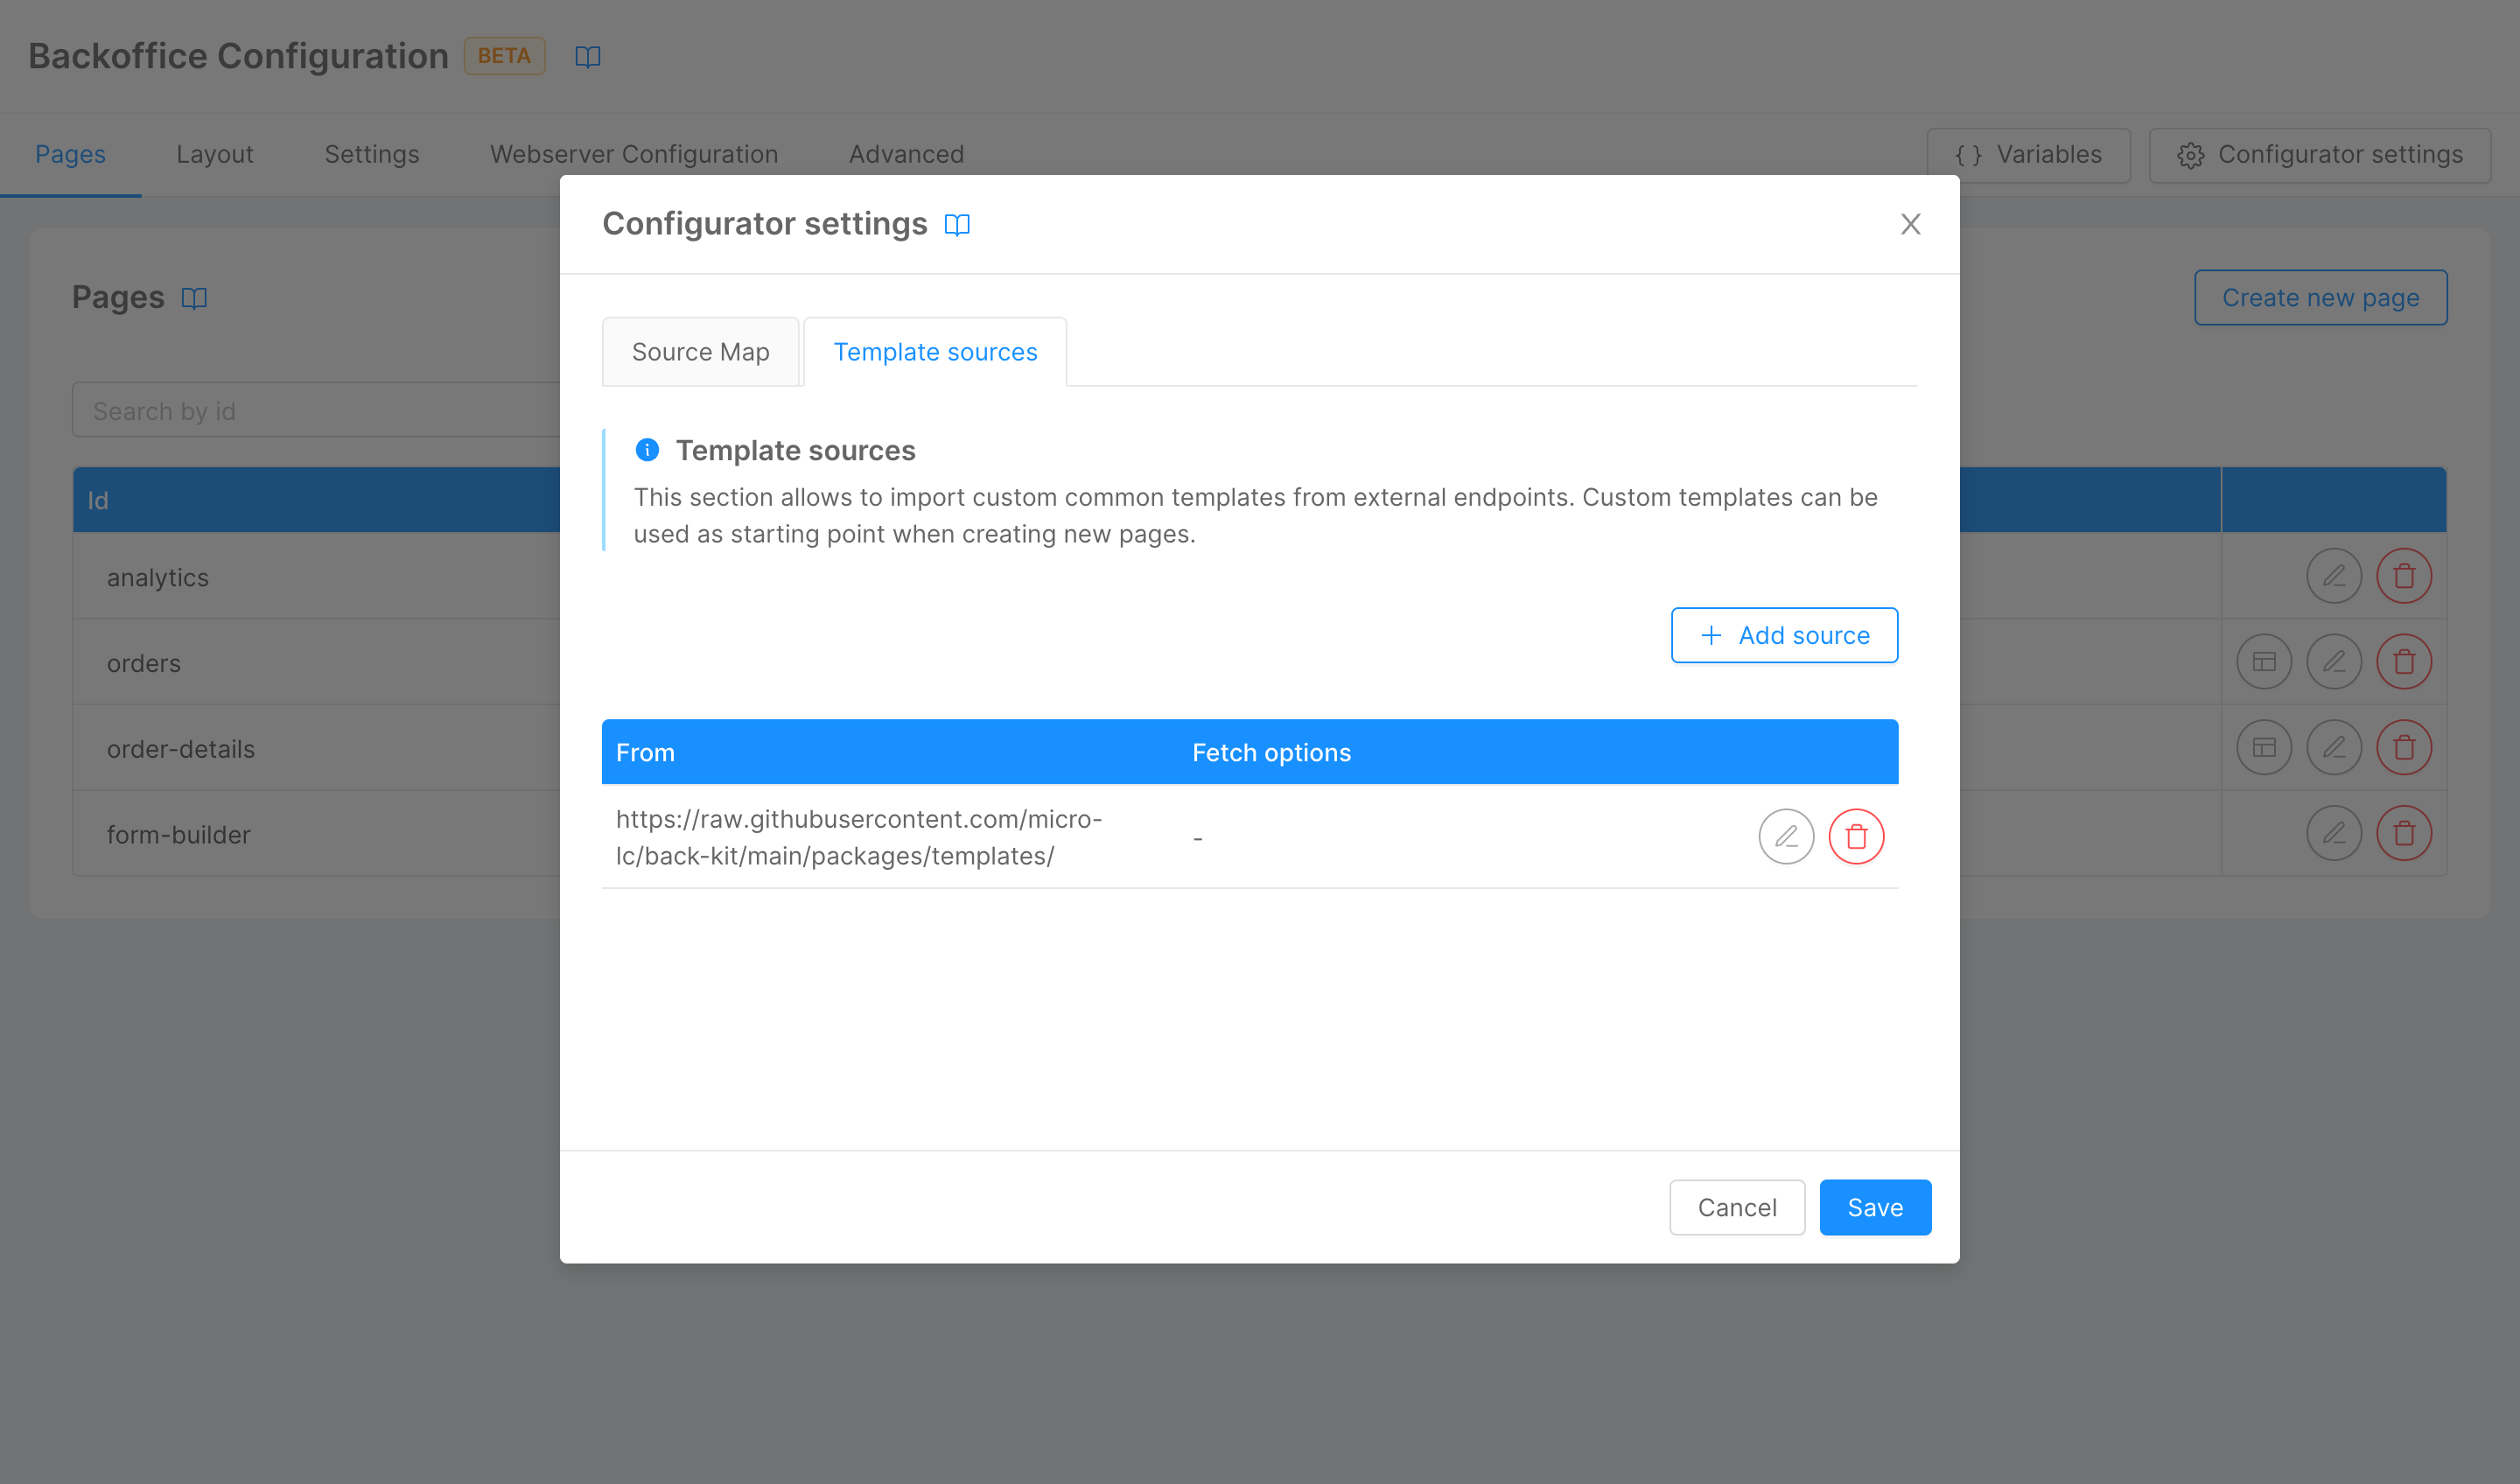 Backoffice Configuration BETA
Pages Layout Settings Webserver Configuration Advanced { } Variables Configurator settings
Configurator settings
Pages
Create new page
Source Map Template sources
Search by id
Template sources
This section allows to import custom common templates from external endpoints. Custom templates can be
used as starting point when creating new pages.
Id
analytics
orders
order-details
form-builder
+ Add source
From Fetch options
https://raw.githubusercontent.com/micro-
lc/back-kit/main/packages/templates/
-
Cancel Save